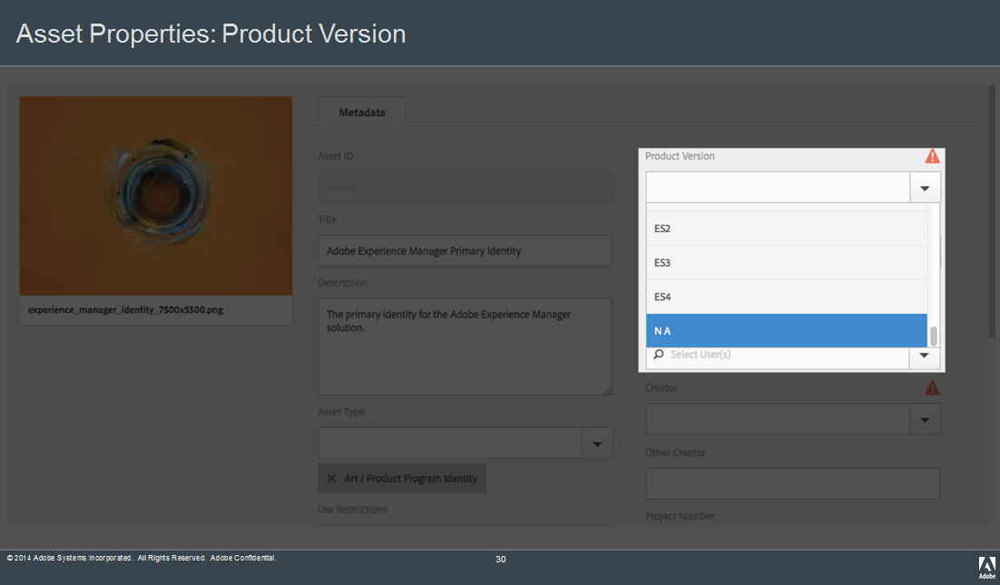 Asset Properties: Product Version
experience_manager_identity_7500x5500.png
Metadata
Asset ID
209456
Title
Adobe Experience Manager Primary Identity
Description
The primary identity for the Adobe Experience Manager
solution.
Asset Type
Art / Product Program Identity
Use Restrictions
Product Version
ES2
ES3
ES4
N A
Select User(s)
Creator
Other Creator
Project Number
© 2014 Adobe Systems Incorporated. All Rights Reserved. Adobe Confidential.
30
Adobe